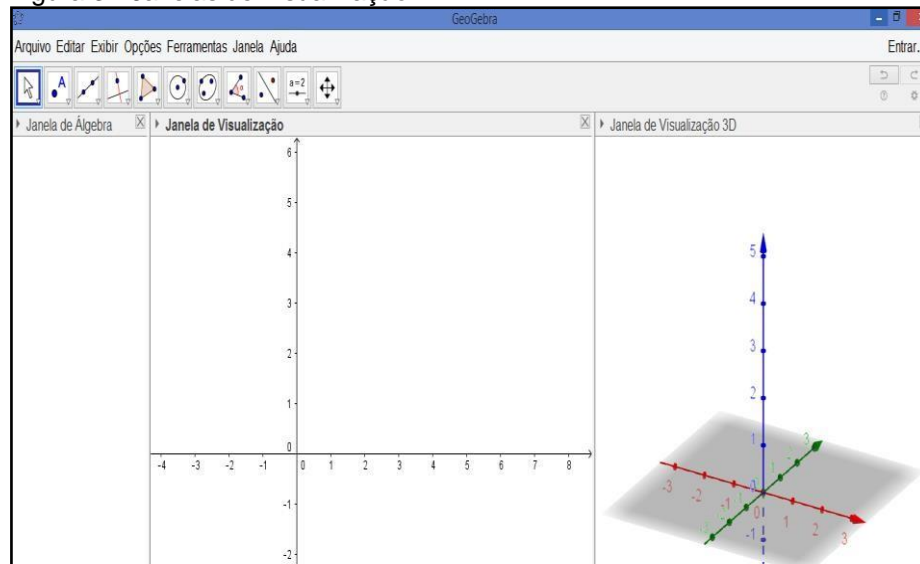 GeoGebra
Arquivo Editar Exibir Opções Ferramentas Janela Ajuda
Entrar...
A
α
a=2
Janela de Álgebra
Janela de Visualização
Janela de Visualização 3D
6
5
4
3
2
1
0
-1
-2
-4 -3 -2 -1 0 1 2 3 4 5 6 7 8
5
4
3
2
1
0
-1
-3 -2 -1 0 1 2 3
3